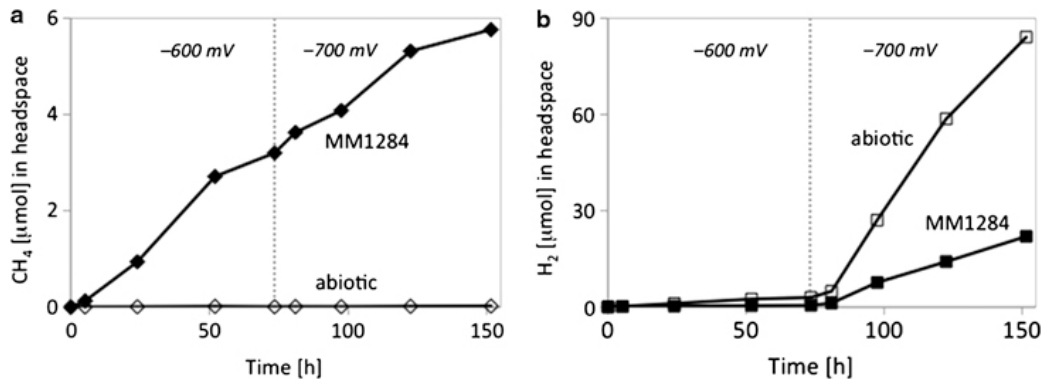 a
CH₄ [µmol] in headspace
6
4
2
0
−600 mV
−700 mV
MM1284
abiotic
0
50
100
150
Time [h]
b
H₂ [µmol] in headspace
90
60
30
0
−600 mV
−700 mV
abiotic
MM1284
0
50
100
150
Time [h]